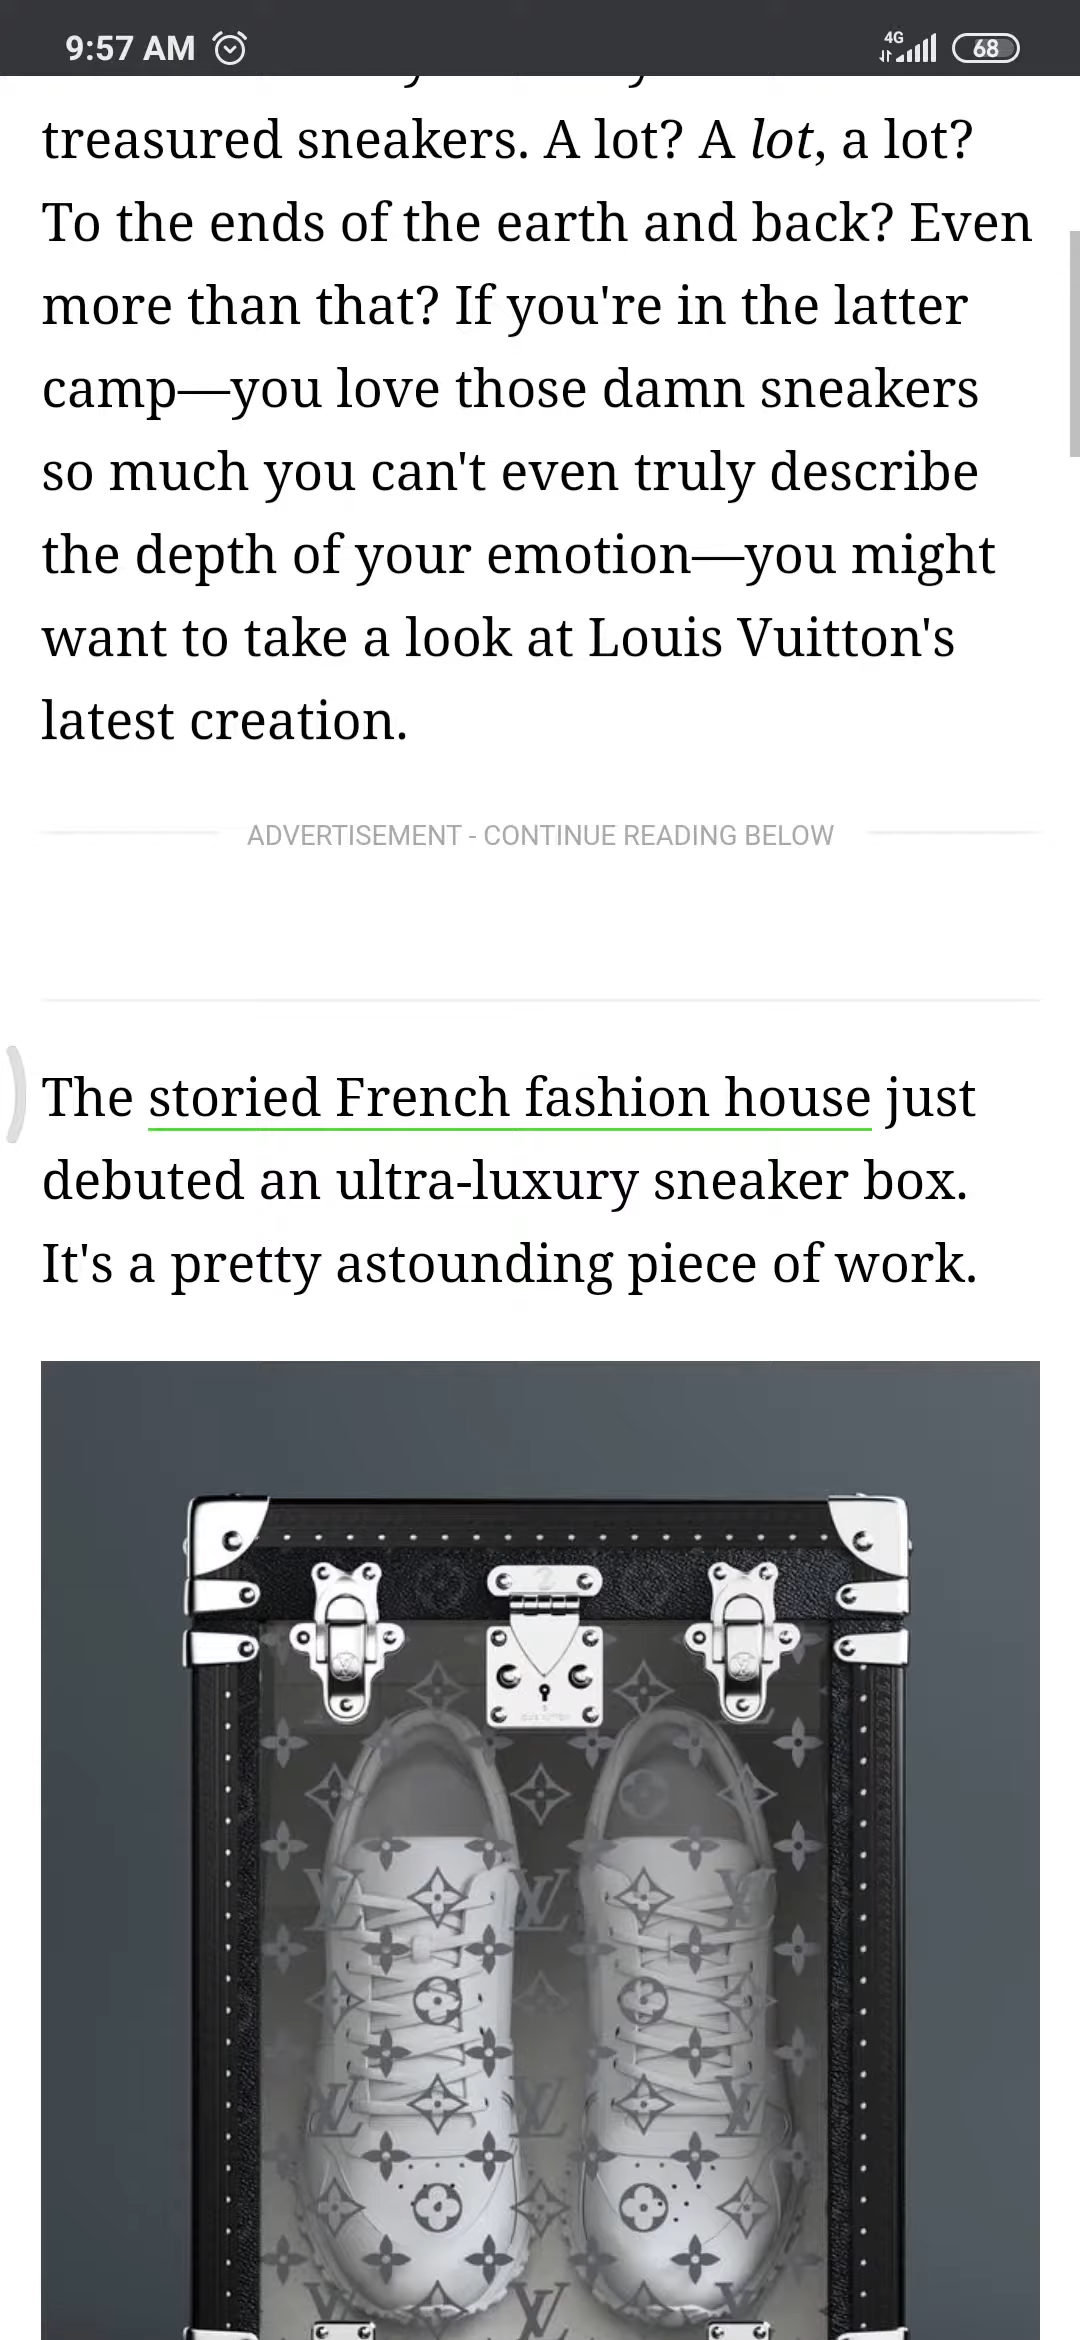 9:57 AM
4G
68
treasured sneakers. A lot? A lot, a lot?
To the ends of the earth and back? Even
more than that? If you're in the latter
camp—you love those damn sneakers
so much you can't even truly describe
the depth of your emotion—you might
want to take a look at Louis Vuitton's
latest creation.
ADVERTISEMENT - CONTINUE READING BELOW
The storied French fashion house just
debuted an ultra-luxury sneaker box.
It's a pretty astounding piece of work.